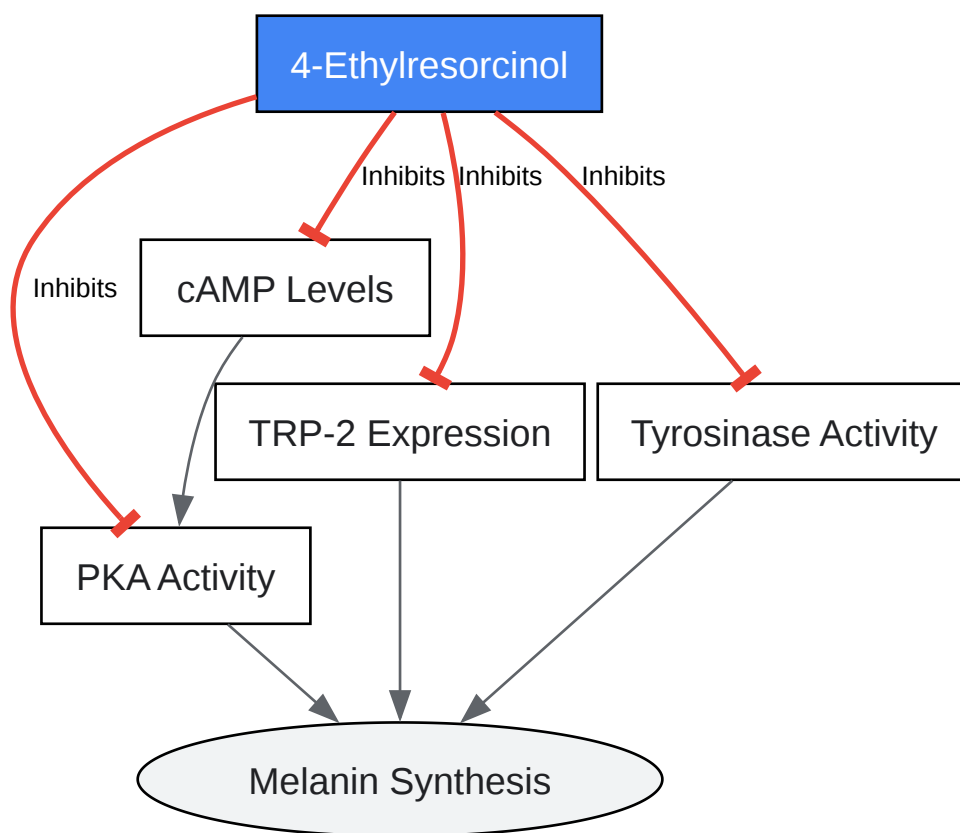 4-Ethylresorcinol
Inhibits
Inhibits
Inhibits
Inhibits
cAMP Levels
TRP-2 Expression
Tyrosinase Activity
PKA Activity
Melanin Synthesis